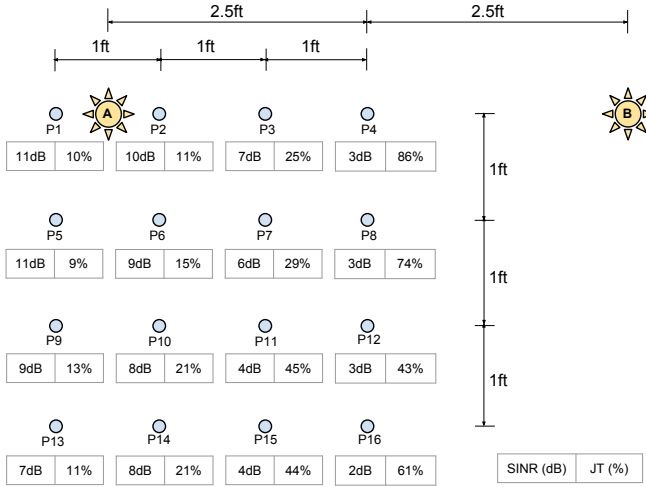 2.5ft 2.5ft
1ft 1ft 1ft
A B
P1 P2 P3 P4
11dB 10% 10dB 11% 7dB 25% 3dB 86%
1ft
P5 P6 P7 P8
11dB 9% 9dB 15% 6dB 29% 3dB 74%
1ft
P9 P10 P11 P12
9dB 13% 8dB 21% 4dB 45% 3dB 43%
1ft
P13 P14 P15 P16
7dB 11% 8dB 21% 4dB 44% 2dB 61%
SINR (dB) JT (%)